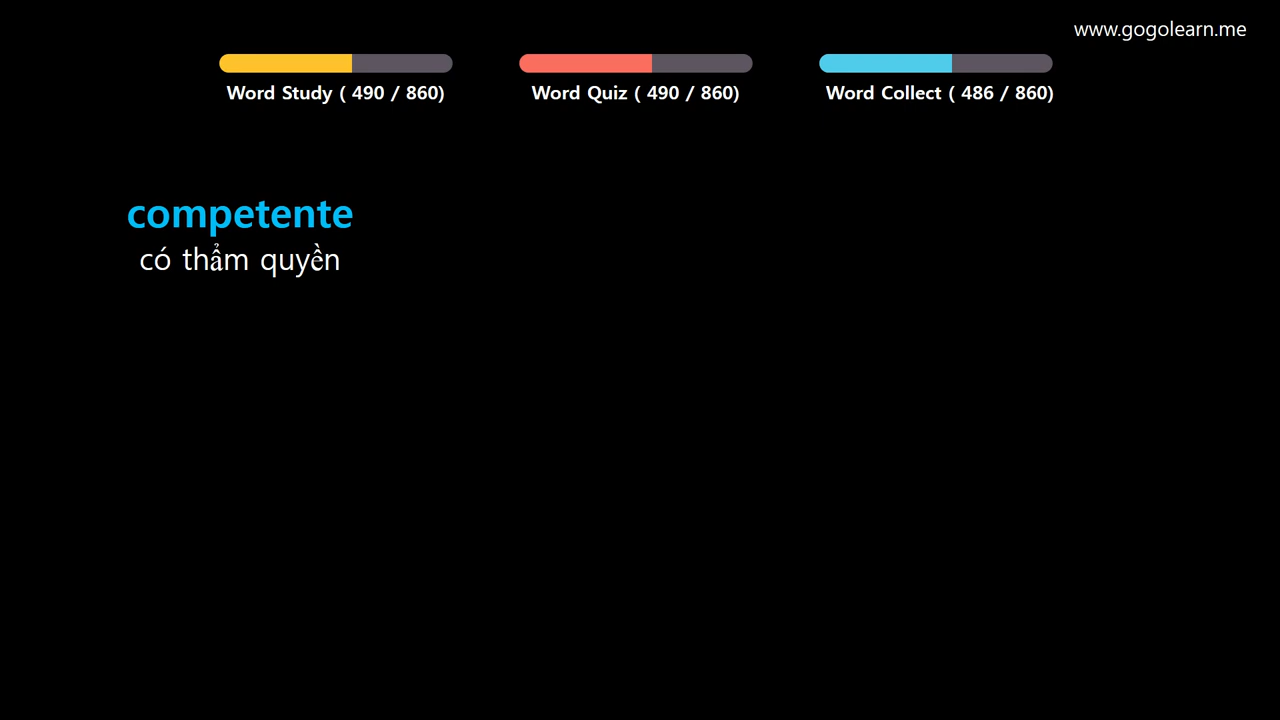 www.gogolearn.me
Word Study ( 490 / 860)
Word Quiz ( 490 / 860)
Word Collect ( 486 / 860)
competente
có thẩm quyền